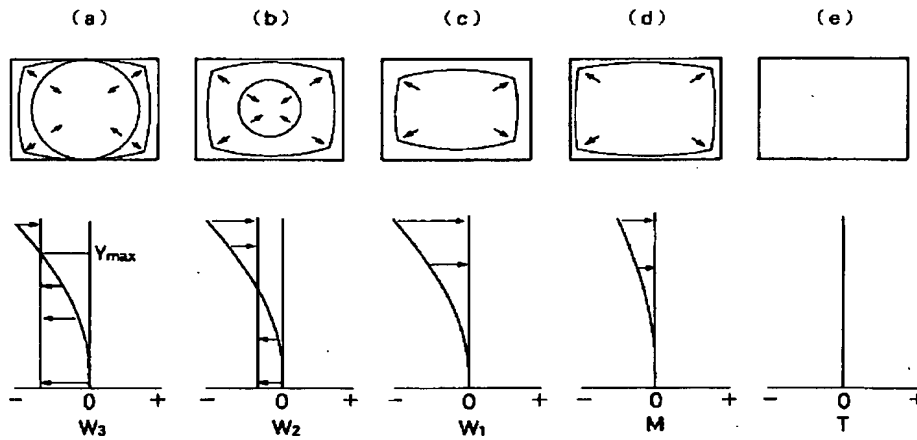 (a) (b) (c) (d) (e)
Ymax
- 0 + - 0 + - 0 + - 0 + - 0 +
W3 W2 W1 M T